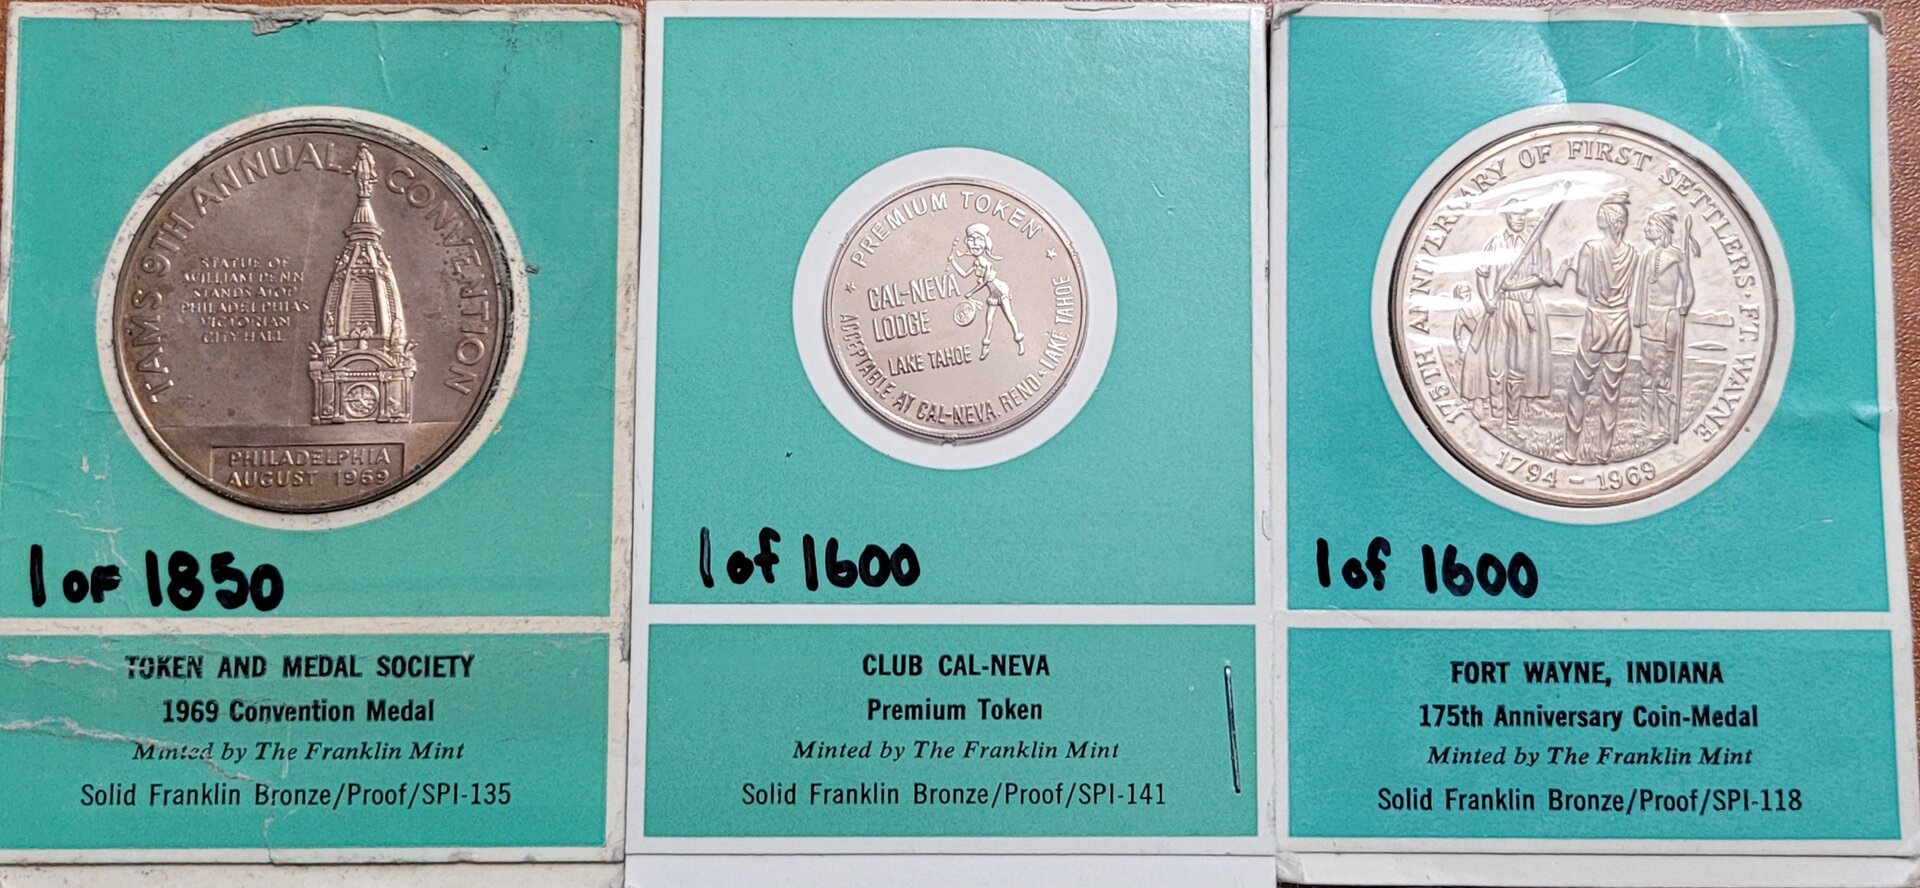 TAMS 9TH ANNUAL CONVENTION
STATUE OF
WILLIAM PENN
STANDS ATOP
PHILADELPHIA'S
VICTORIAN
CITY HALL
PHILADELPHIA
AUGUST 1969
1 OF 1850
TOKEN AND MEDAL SOCIETY
1969 Convention Medal
Minted by The Franklin Mint
Solid Franklin Bronze/Proof/SPI-135
PREMIUM TOKEN
CAL-NEVA
LODGE
LAKE TAHOE
ACCEPTABLE AT CAL-NEVA, RENO • LAKE TAHOE
1 of 1600
CLUB CAL-NEVA
Premium Token
Minted by The Franklin Mint
Solid Franklin Bronze/Proof/SPI-141
175TH ANNIVERSARY OF FIRST SETTLERS • FT. WAYNE
1794 - 1969
1 of 1600
FORT WAYNE, INDIANA
175th Anniversary Coin-Medal
Minted by The Franklin Mint
Solid Franklin Bronze/Proof/SPI-118